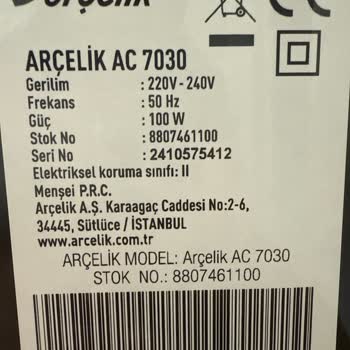 arçelik
ARÇELİK AC 7030
Gerilim : 220V - 240V
Frekans : 50 Hz
Güç : 100 W
Stok No : 8807461100
Seri No : 2410575412
Elektriksel koruma sınıfı: II
Menşei P.R.C.
Arçelik A.Ş. Karaagaç Caddesi No:2-6,
34445, Sütlüce / İSTANBUL
www.arcelik.com.tr
ARÇELİK MODEL: Arçelik AC 7030
STOK NO.: 8807461100